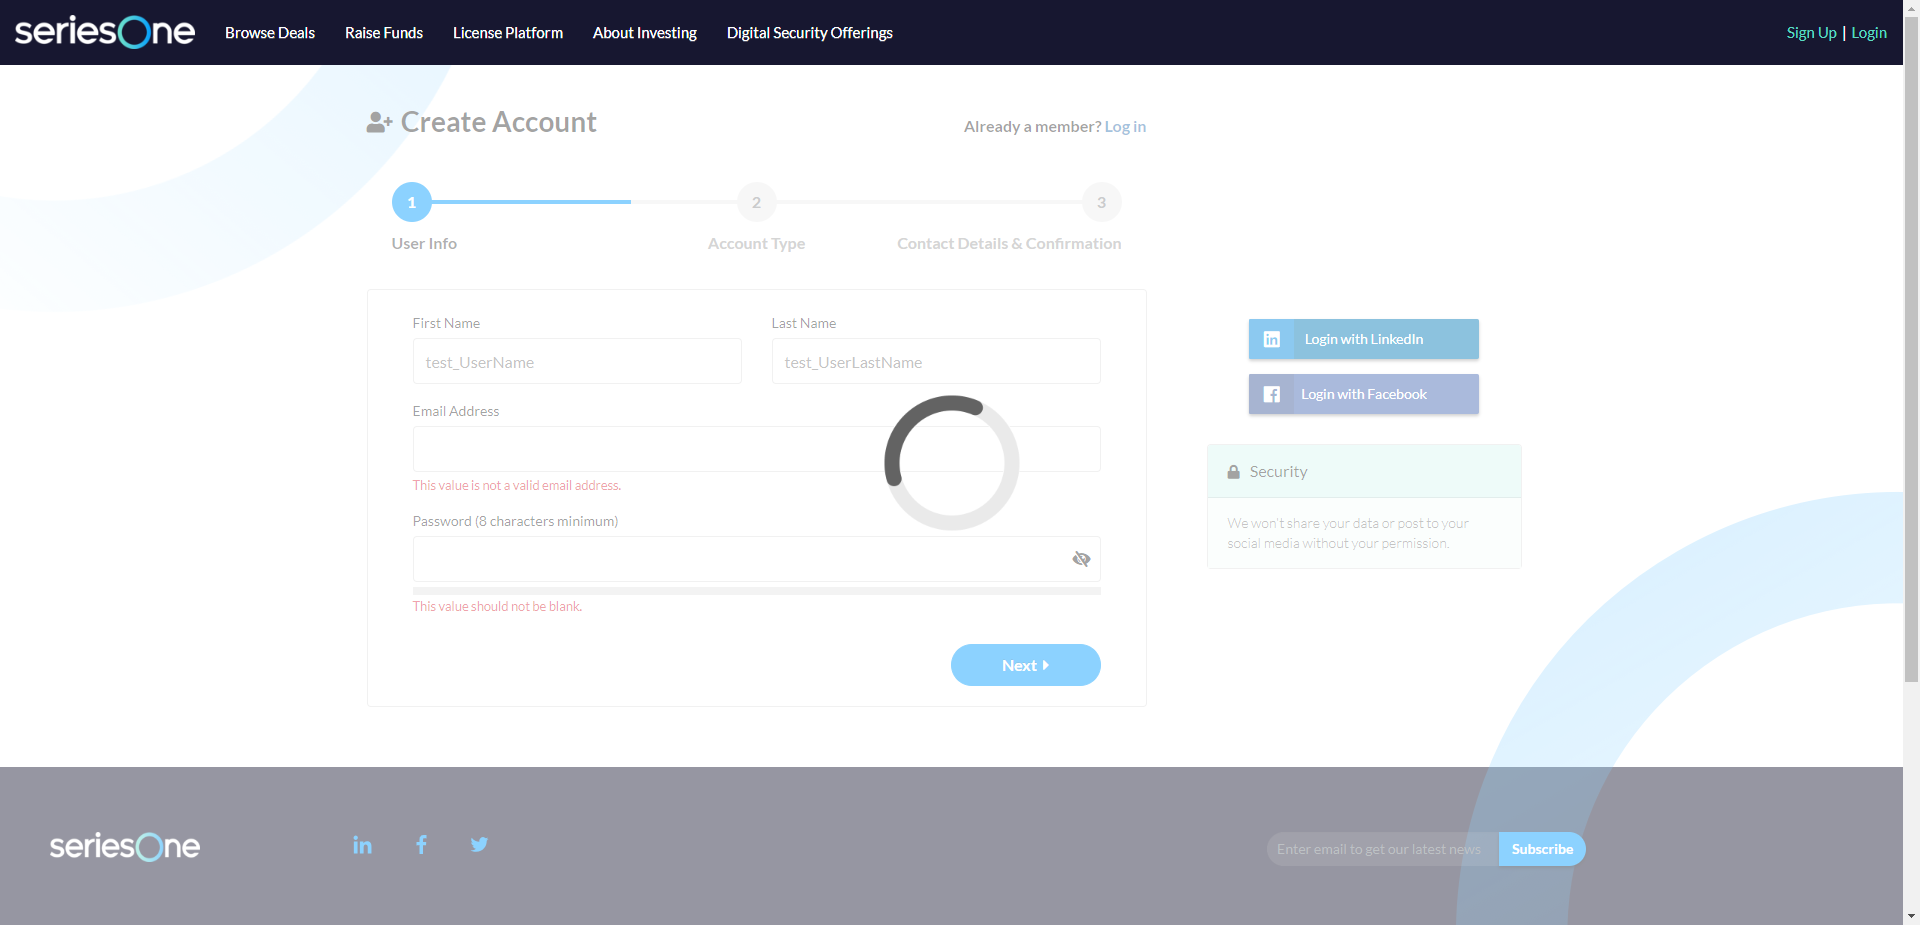 seriesOne Browse Deals Raise Funds License Platform About Investing Digital Security Offerings Sign Up | Login
Create Account
Already a member? Log in
1 2 3
User Info Account Type Contact Details & Confirmation
First Name Last Name
test_UserName test_UserLastName
Email Address
This value is not a valid email address.
Password (8 characters minimum)
This value should not be blank.
Next
Login with LinkedIn
Login with Facebook
Security
We won't share your data or post to your
social media without your permission.
seriesOne
Enter email to get our latest news Subscribe